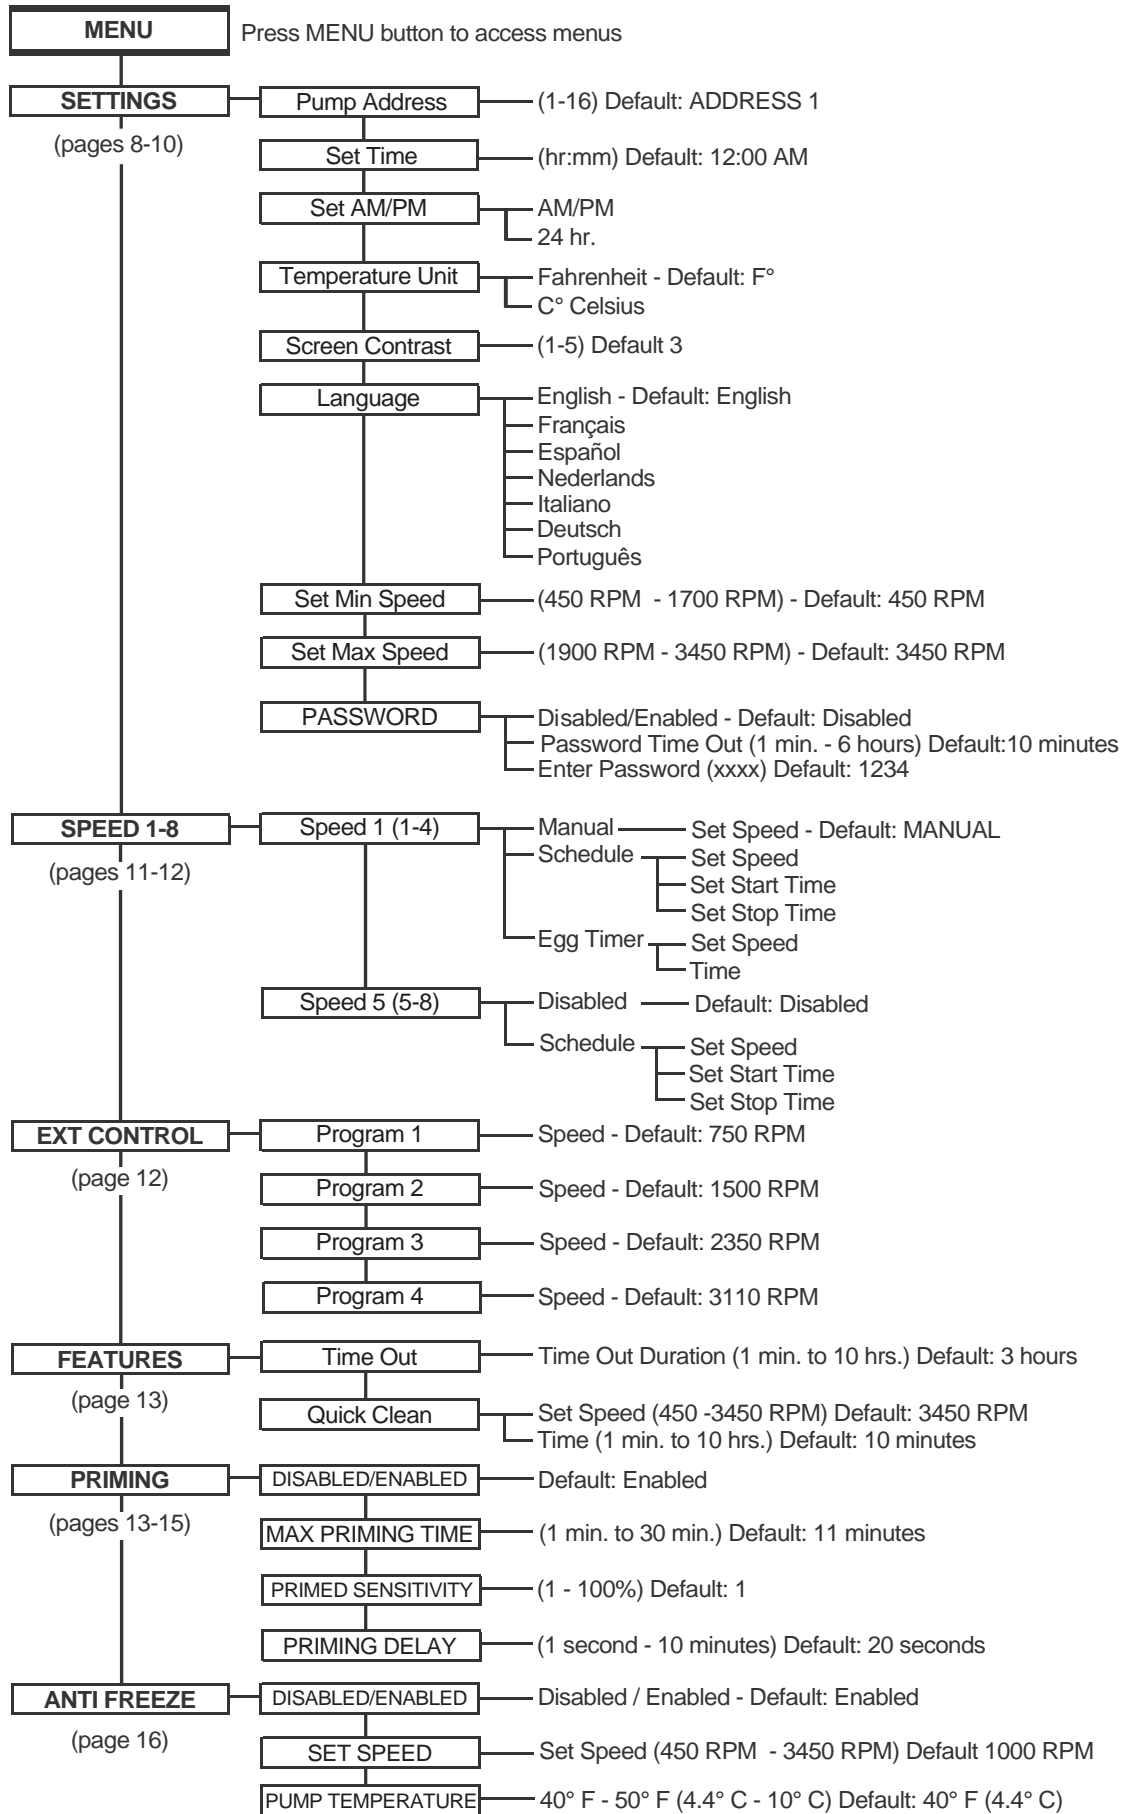 MENU Press MENU button to access menus
SETTINGS Pump Address (1-16) Default: ADDRESS 1
(pages 8-10)
Set Time (hr:mm) Default: 12:00 AM
Set AM/PM AM/PM
24 hr.
Temperature Unit Fahrenheit - Default: F°
C° Celsius
Screen Contrast (1-5) Default 3
Language English - Default: English
Français
Español
Nederlands
Italiano
Deutsch
Português
Set Min Speed (450 RPM - 1700 RPM) - Default: 450 RPM
Set Max Speed (1900 RPM - 3450 RPM) - Default: 3450 RPM
PASSWORD Disabled/Enabled - Default: Disabled
Password Time Out (1 min. - 6 hours) Default:10 minutes
Enter Password (xxxx) Default: 1234
SPEED 1-8 Speed 1 (1-4) Manual Set Speed - Default: MANUAL
(pages 11-12)
Schedule Set Speed
Set Start Time
Set Stop Time
Egg Timer Set Speed
Time
Speed 5 (5-8) Disabled Default: Disabled
Schedule Set Speed
Set Start Time
Set Stop Time
EXT CONTROL Program 1 Speed - Default: 750 RPM
(page 12)
Program 2 Speed - Default: 1500 RPM
Program 3 Speed - Default: 2350 RPM
Program 4 Speed - Default: 3110 RPM
FEATURES Time Out Time Out Duration (1 min. to 10 hrs.) Default: 3 hours
(page 13)
Quick Clean Set Speed (450 -3450 RPM) Default: 3450 RPM
Time (1 min. to 10 hrs.) Default: 10 minutes
PRIMING DISABLED/ENABLED Default: Enabled
(pages 13-15)
MAX PRIMING TIME (1 min. to 30 min.) Default: 11 minutes
PRIMED SENSITIVITY (1 - 100%) Default: 1
PRIMING DELAY (1 second - 10 minutes) Default: 20 seconds
ANTI FREEZE DISABLED/ENABLED Disabled / Enabled - Default: Enabled
(page 16)
SET SPEED Set Speed (450 RPM - 3450 RPM) Default 1000 RPM
PUMP TEMPERATURE 40° F - 50° F (4.4° C - 10° C) Default: 40° F (4.4° C)